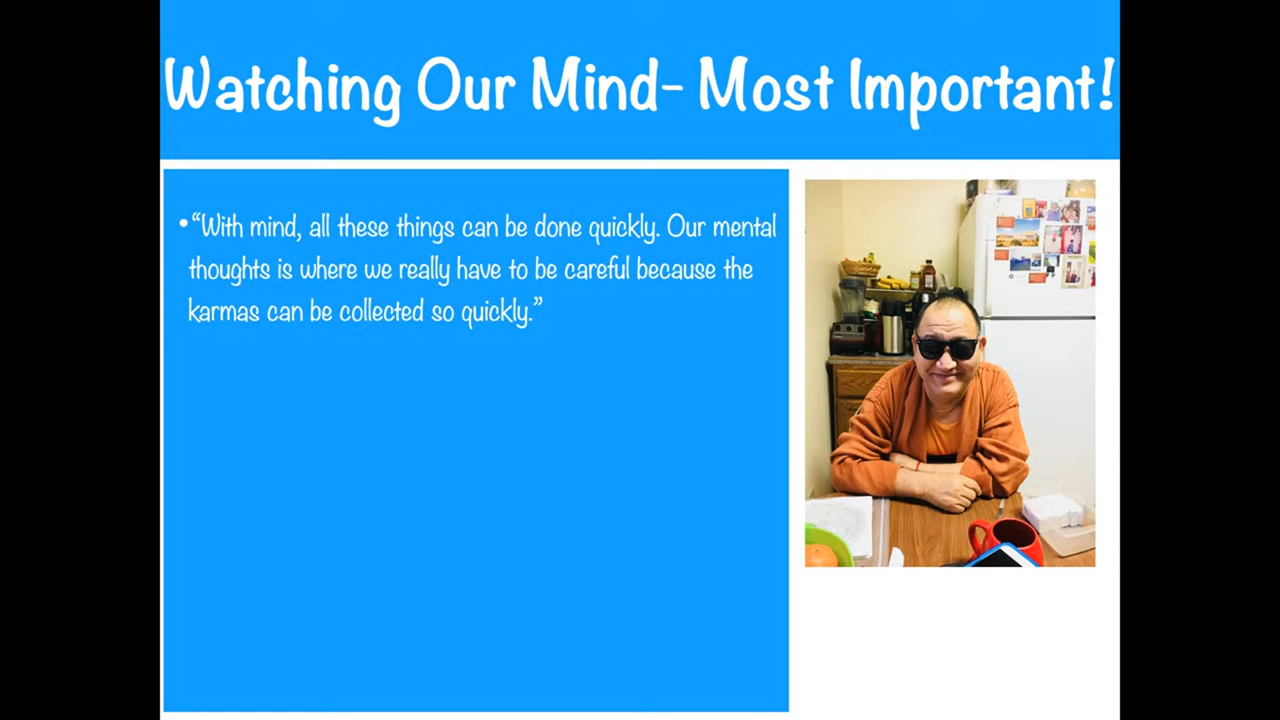 Watching Our Mind- Most Important!
•“With mind, all these things can be done quickly. Our mental
thoughts is where we really have to be careful because the
karmas can be collected so quickly.”